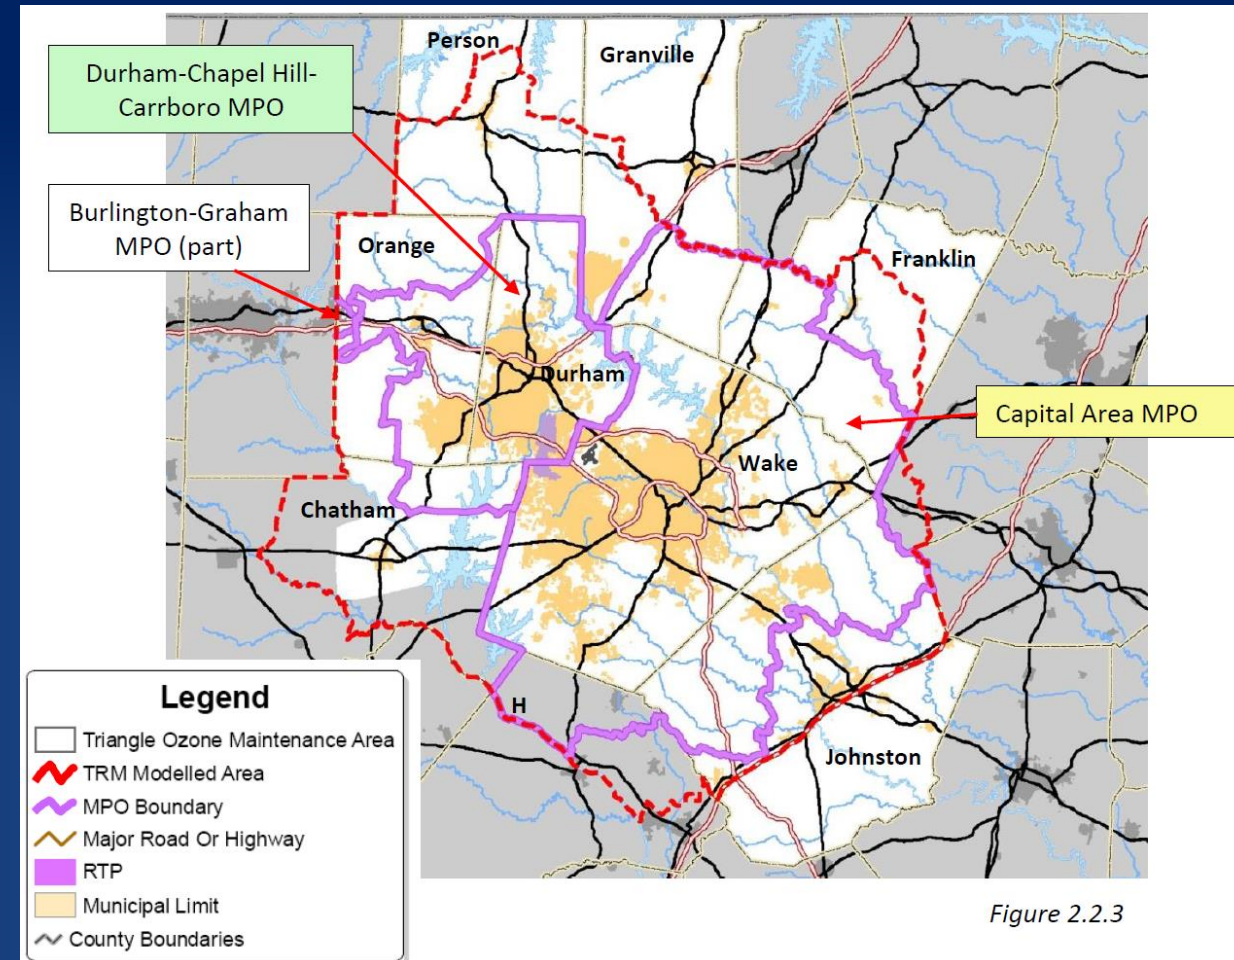 Person
Granville
Durham-Chapel Hill-
Carrboro MPO
Burlington-Graham
MPO (part)
Orange
Franklin
Durham
Capital Area MPO
Wake
Chatham
H
Johnston
Legend
Triangle Ozone Maintenance Area
TRM Modelled Area
MPO Boundary
Major Road Or Highway
RTP
Municipal Limit
County Boundaries
Figure 2.2.3